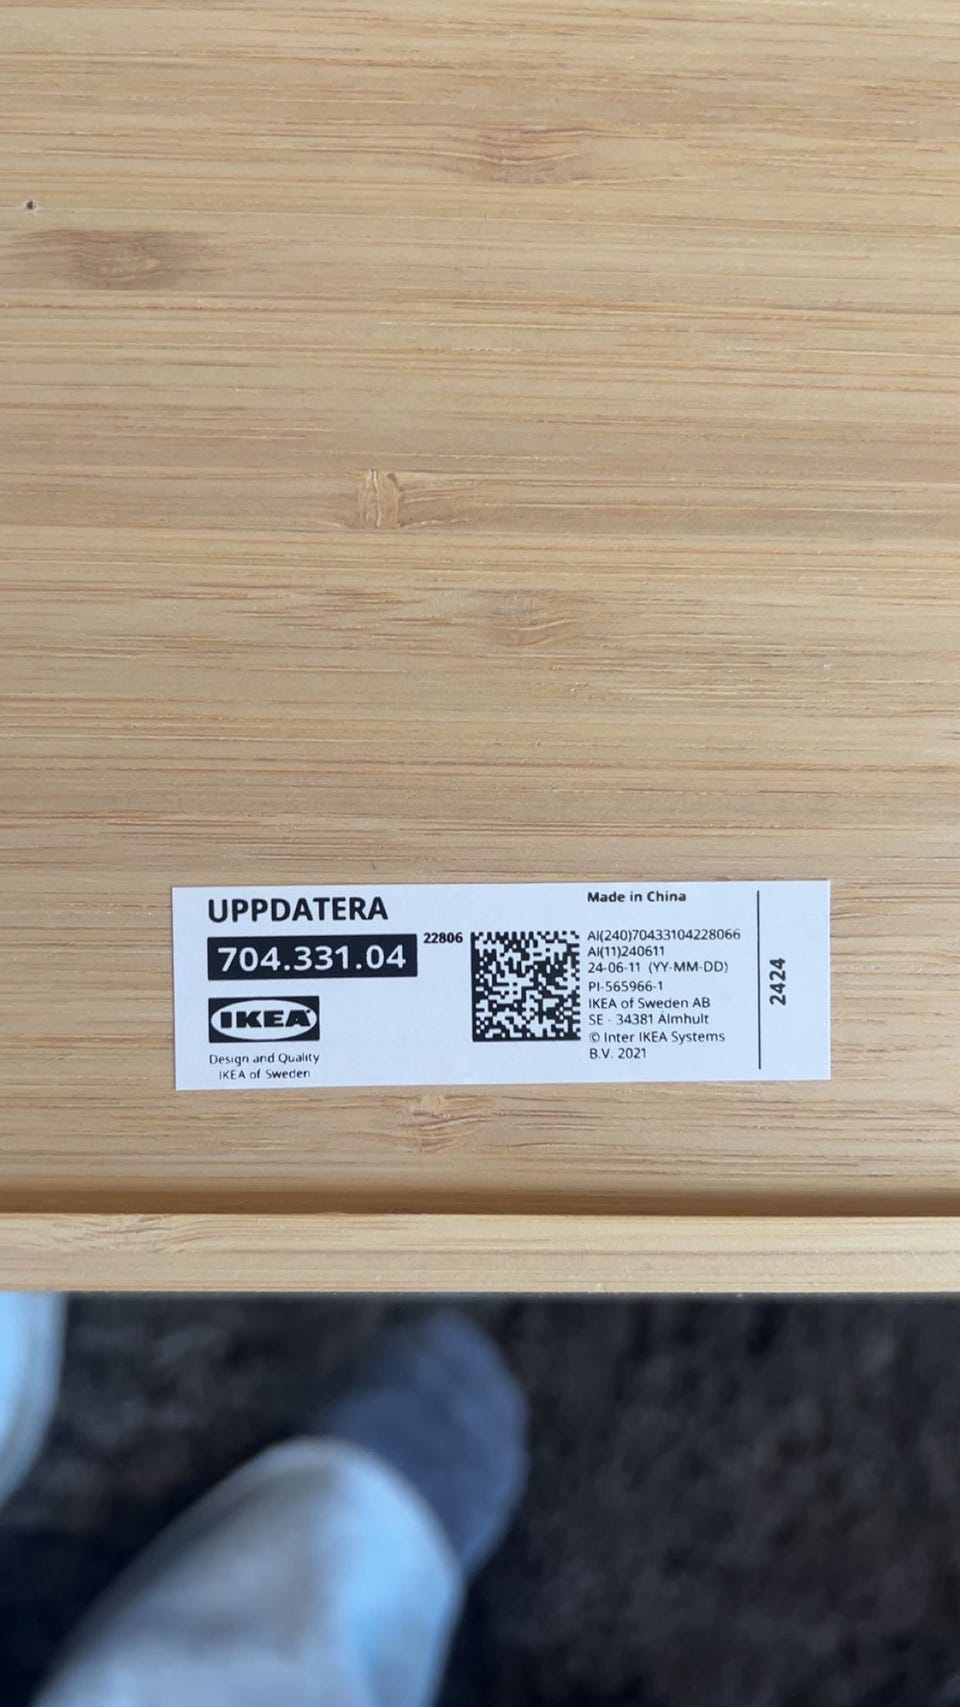 UPPDATERA
704.331.04
22806
IKEA
Design and Quality
IKEA of Sweden
Made in China
AI(240)70433104228066
AI(11)240611
24-06-11 (YY-MM-DD)
PI-565966-1
IKEA of Sweden AB
SE - 34381 Älmhult
© Inter IKEA Systems
B.V. 2021
2424